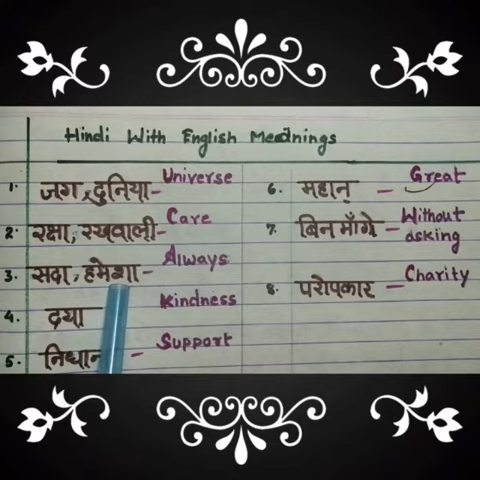 Hindi With English Meanings
1. जग, दुनिया - Universe
2. रक्षा, रखवाली - Care
3. सदा, हमेशा - Always
4. दया Kindness
5. - Support
6. महान् - Great
7. बिन माँगे - Without
asking
8. परोपकार - Charity